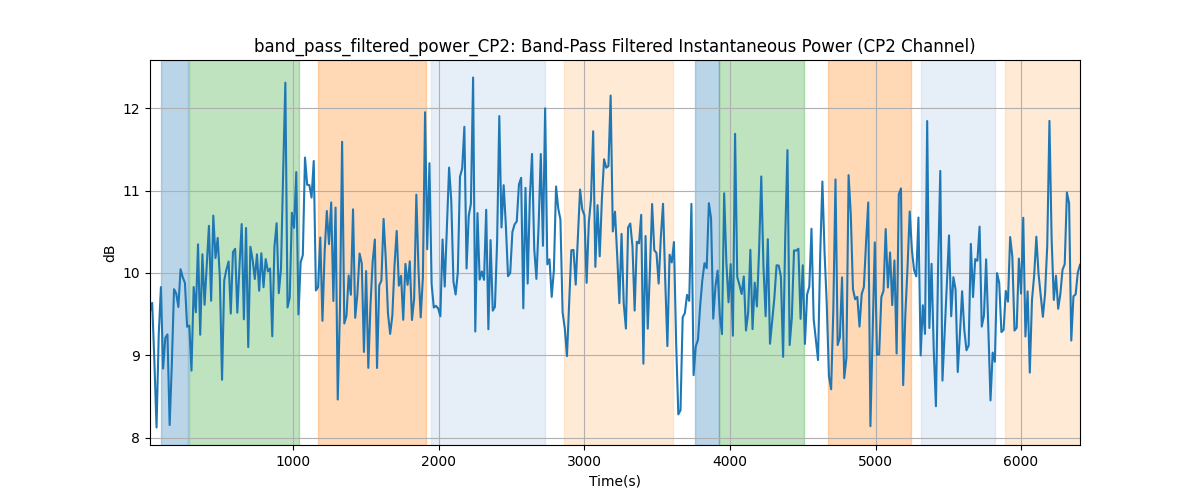 band_pass_filtered_power_CP2: Band-Pass Filtered Instantaneous Power (CP2 Channel)
dB
12
11
10
9
8
1000 2000 3000 4000 5000 6000
Time(s)